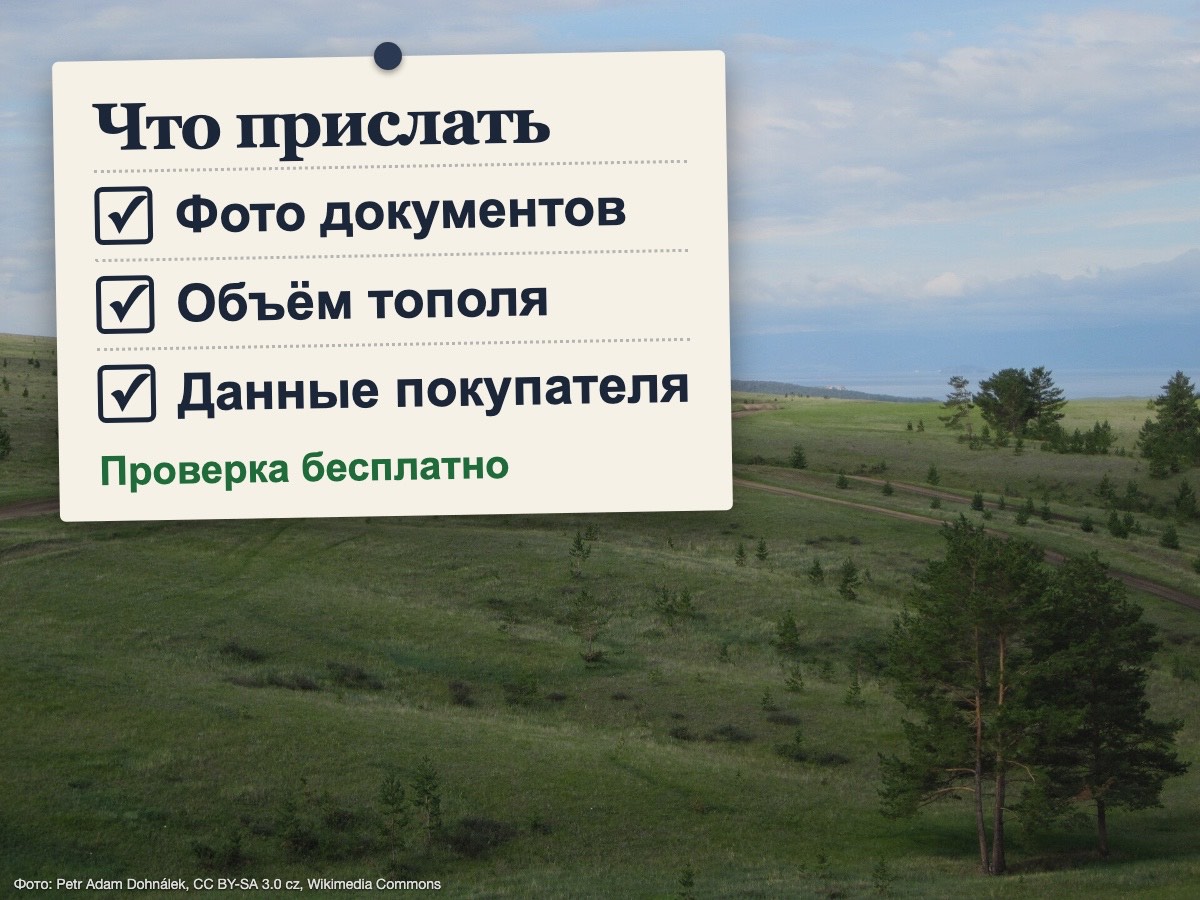 Что прислать
Фото документов
Объём тополя
Данные покупателя
Проверка бесплатно
Фото: Petr Adam Dohnálek, CC BY-SA 3.0 cz, Wikimedia Commons